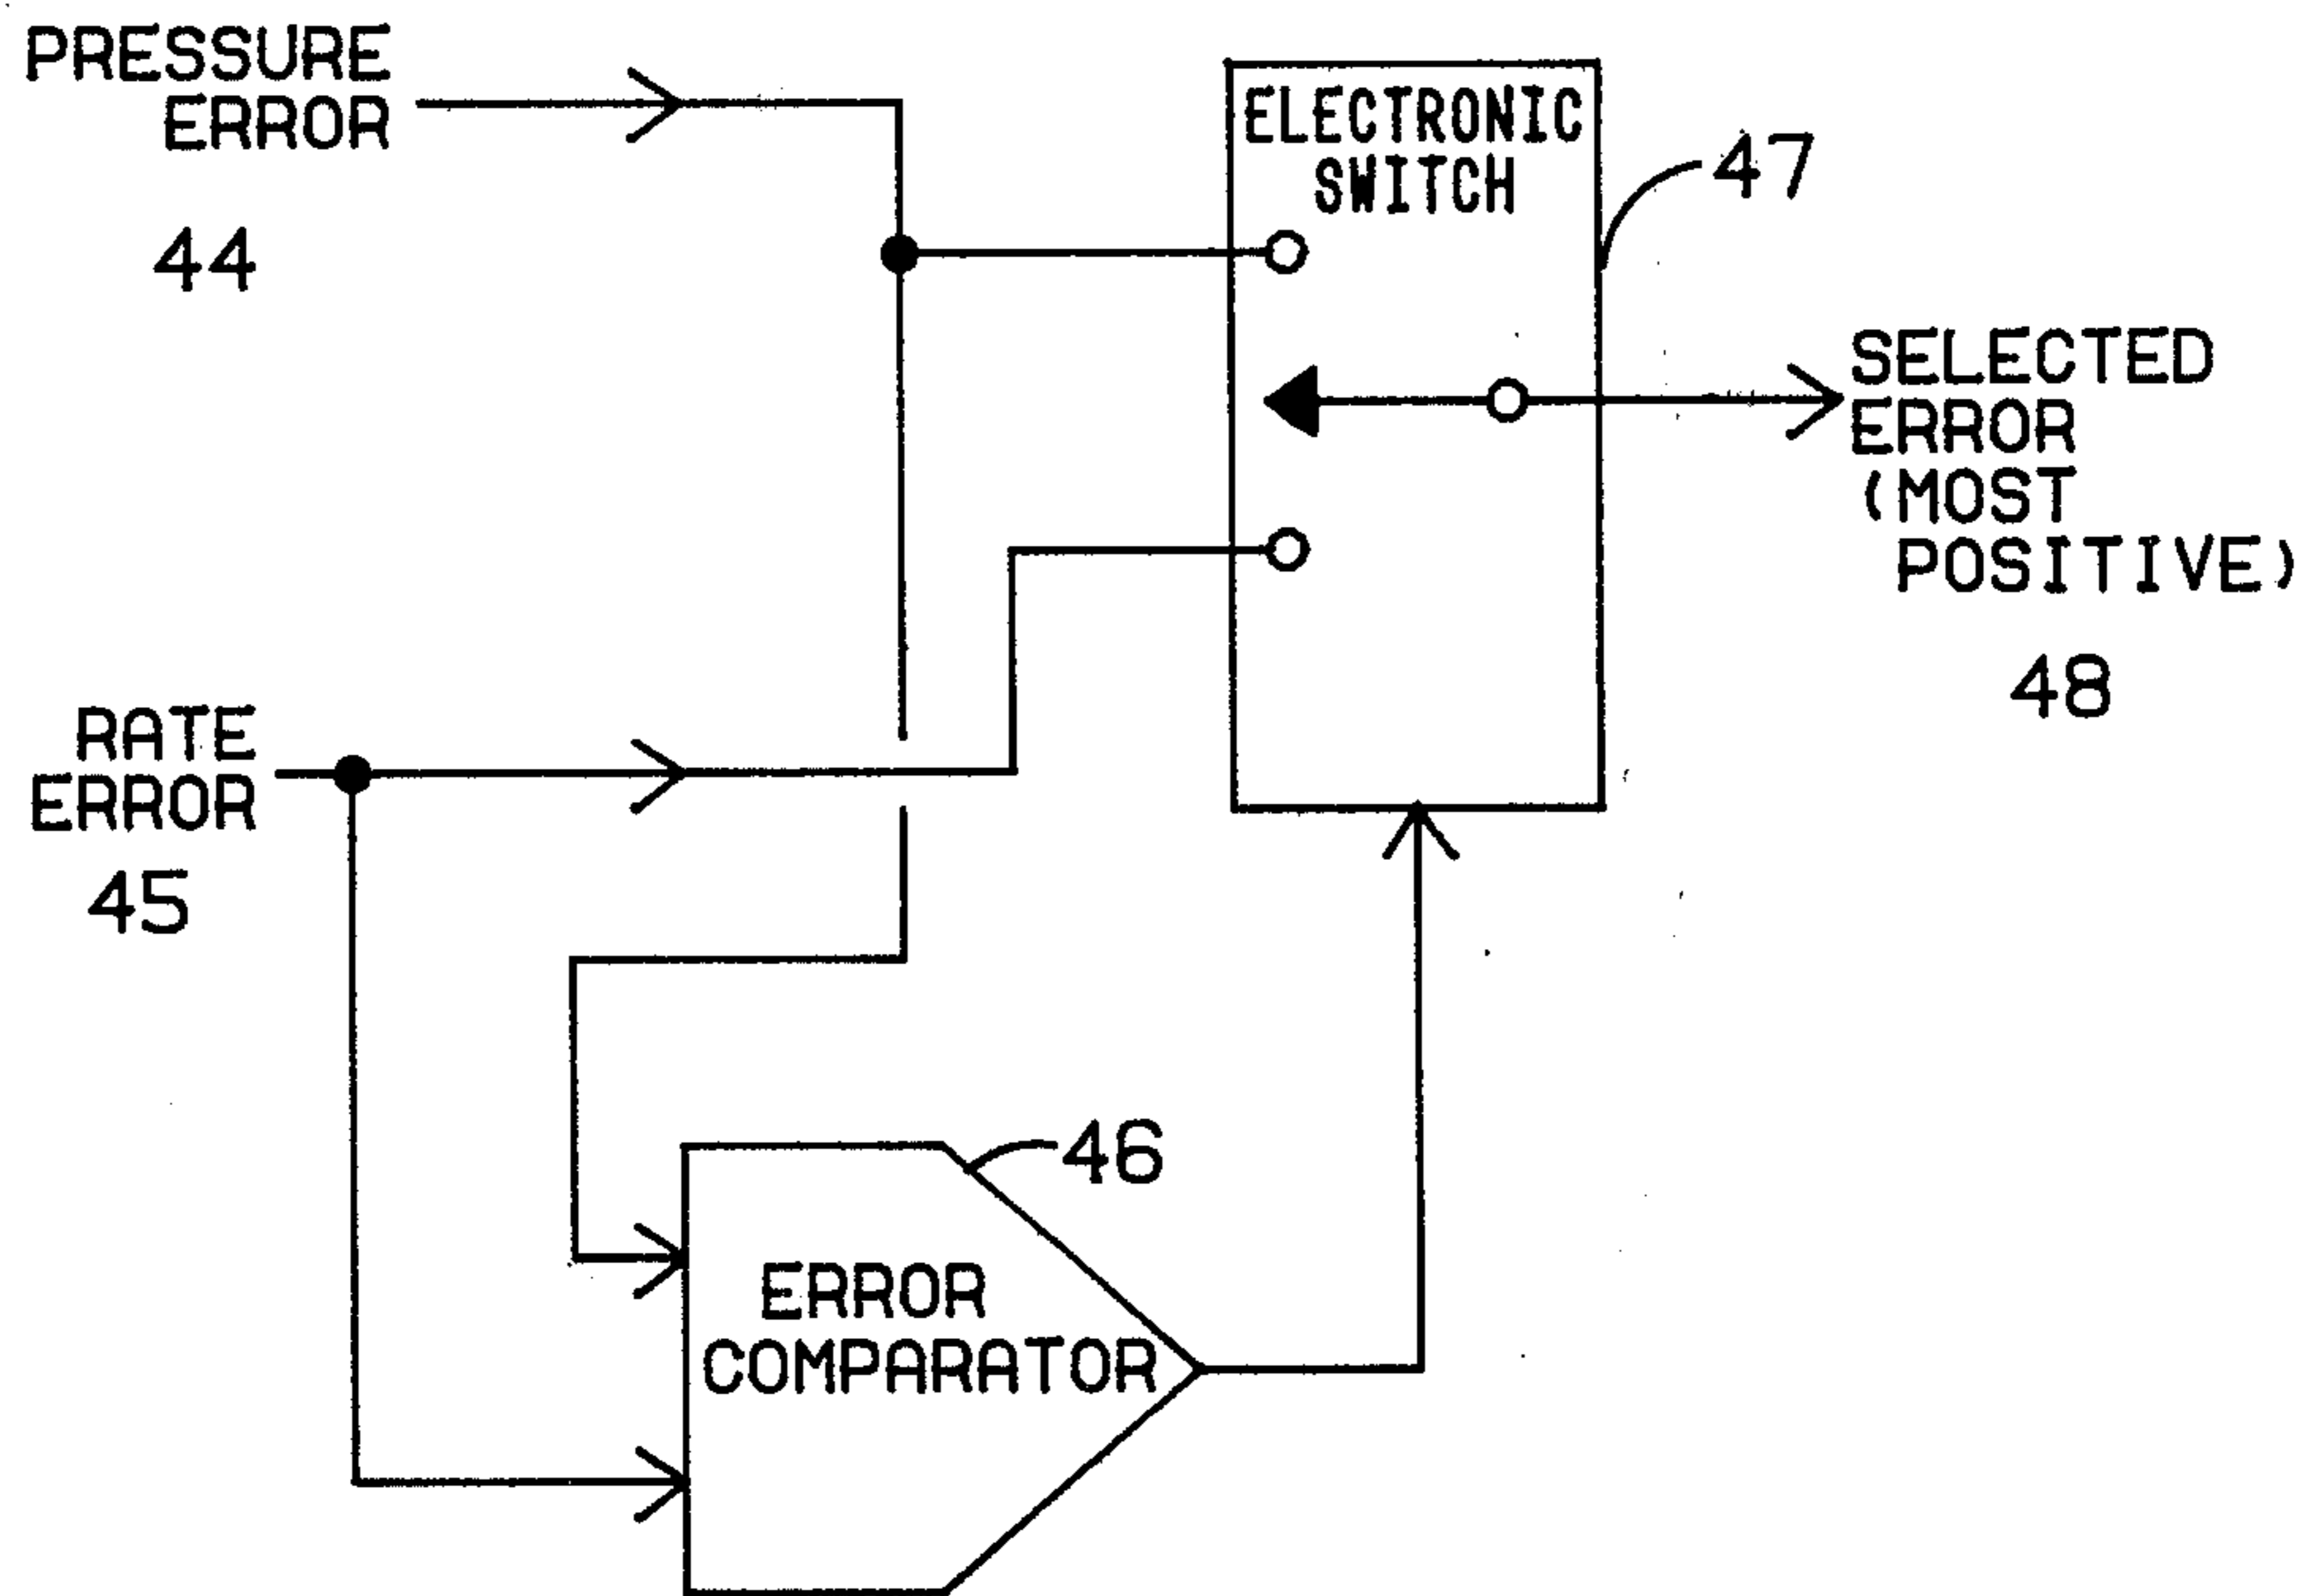 PRESSURE
ERROR
44
ELECTRONIC
SWITCH
47
SELECTED
ERROR
(MOST
POSITIVE)
48
RATE
ERROR
45
46
ERROR
COMPARATOR